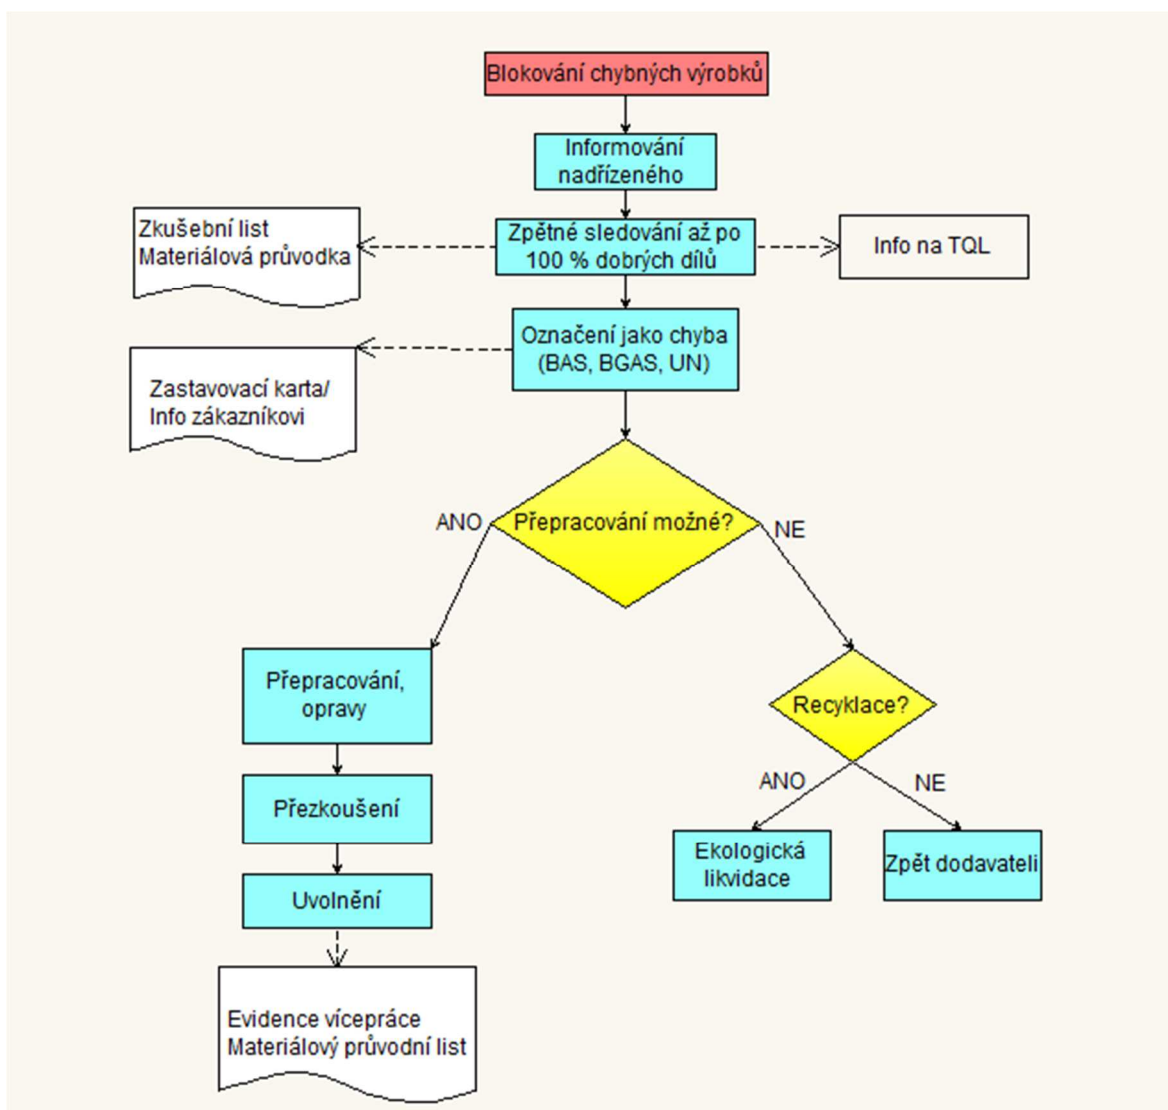 Blokování chybných výrobků
Informování
nadřízeného
Zkušební list
Materiálová průvodka
Zpětné sledování až po
100 % dobrých dílů
Info na TQL
Označení jako chyba
(BAS, BGAS, UN)
Zastavovací karta/
Info zákazníkovi
Přepracování možné?
ANO
NE
Přepracování,
opravy
Recyklace?
ANO
NE
Přezkoušení
Ekologická
likvidace
Zpět dodavateli
Uvolnění
Evidence vícepráce
Materiálový průvodní list